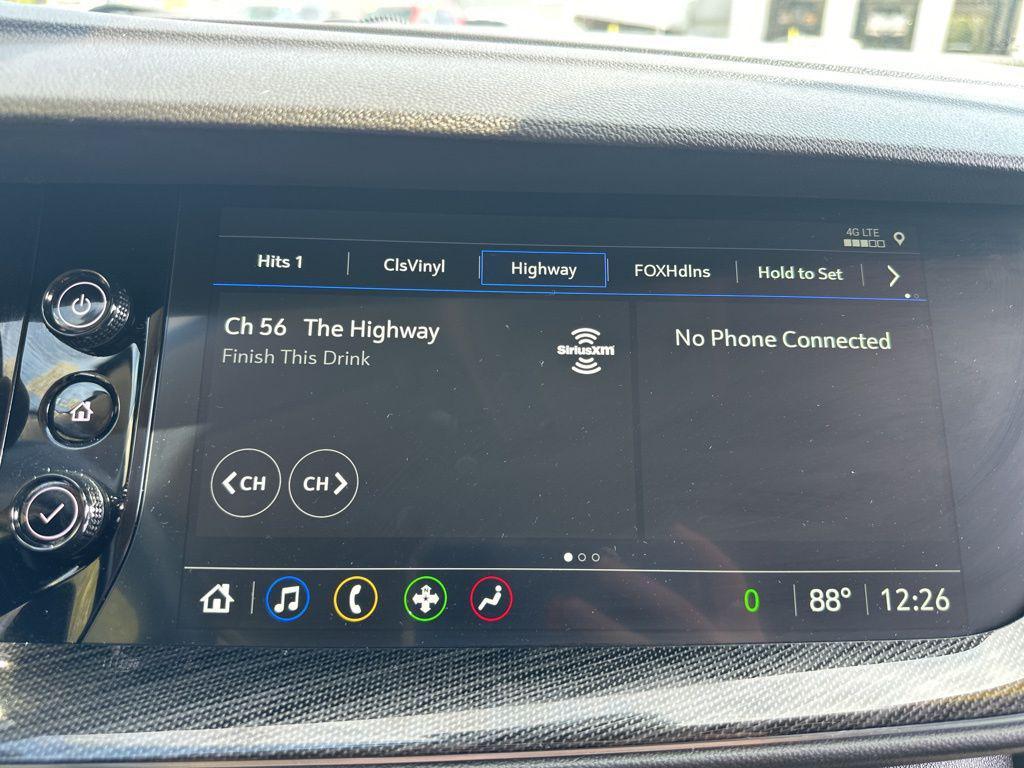 4G LTE
Hits 1
ClsVinyl
Highway
FOXHdlns
Hold to Set
Ch 56 The Highway
Finish This Drink
SiriusXM
No Phone Connected
CH
CH
0
88°
12:26